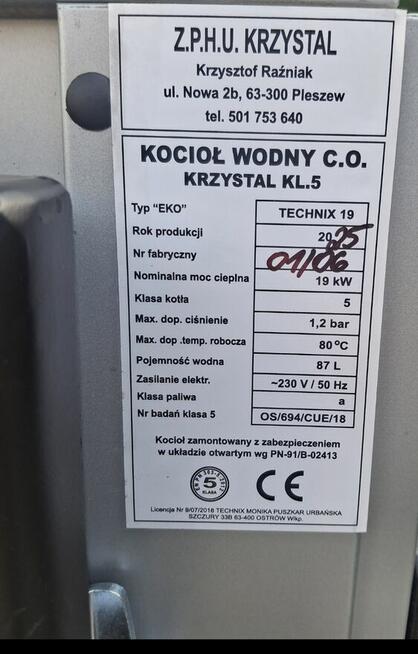 Z.P.H.U. KRZYSTAL
Krzysztof Raźniak
ul. Nowa 2b, 63-300 Pleszew
tel. 501 753 640
KOCIOŁ WODNY C.O.
KRZYSTAL KL.5
Typ "EKO" TECHNIX 19
Rok produkcji 2025
Nr fabryczny 01/06
Nominalna moc cieplna 19 kW
Klasa kotła 5
Max. dop. ciśnienie 1,2 bar
Max. dop .temp. robocza 80 °C
Pojemność wodna 87 L
Zasilanie elektr. ~230 V / 50 Hz
Klasa paliwa a
Nr badań klasa 5 OS/694/CUE/18
Kocioł zamontowany z zabezpieczeniem
w układzie otwartym wg PN-91/B-02413
5
KLASA
CE
Licencja Nr 9/07/2018 TECHNIX MONIKA PUSZKAR URBAŃSKA
SZCZURY 33B 63-400 OSTRÓW Wlkp.